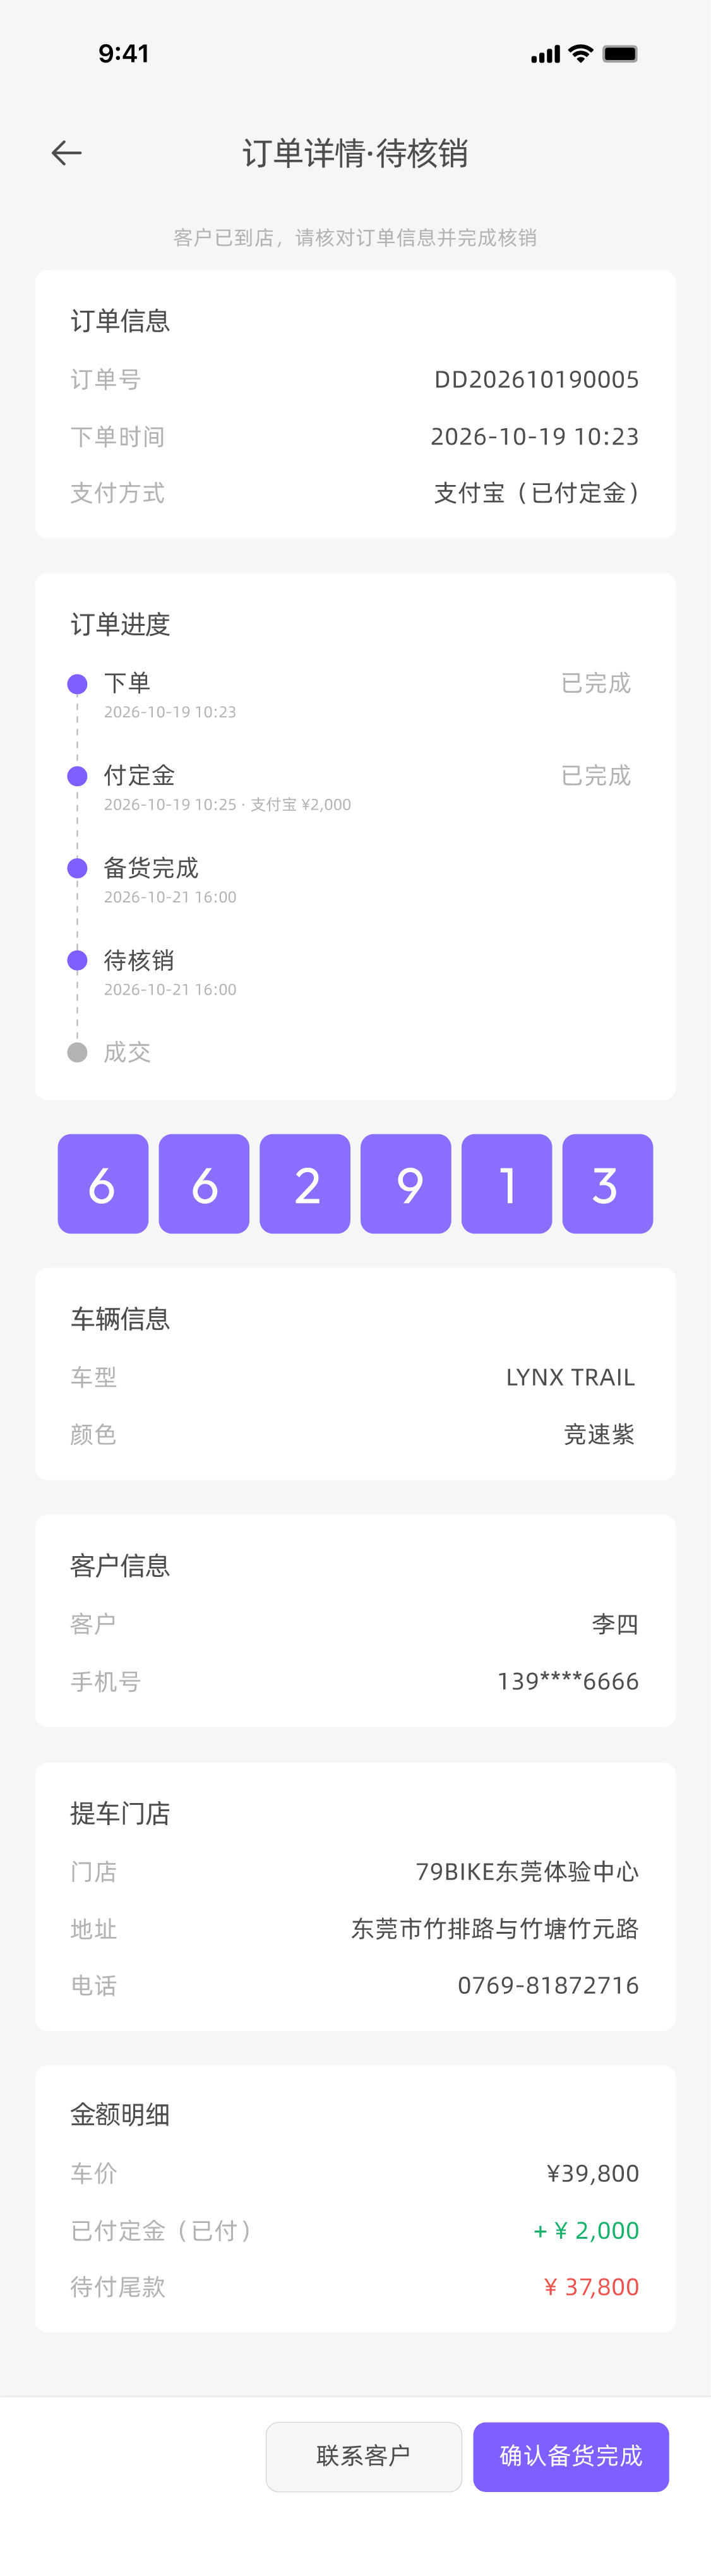 9:41
订单详情·待核销
客户已到店，请核对订单信息并完成核销
订单信息
订单号 DD202610190005
下单时间 2026-10-19 10:23
支付方式 支付宝（已付定金）
订单进度
下单 已完成
2026-10-19 10:23
付定金 已完成
2026-10-19 10:25 · 支付宝 ¥2,000
备货完成
2026-10-21 16:00
待核销
2026-10-21 16:00
成交
6 6 2 9 1 3
车辆信息
车型 LYNX TRAIL
颜色 竞速紫
客户信息
客户 李四
手机号 139****6666
提车门店
门店 79BIKE东莞体验中心
地址 东莞市竹排路与竹塘竹元路
电话 0769-81872716
金额明细
车价 ¥39,800
已付定金（已付） + ¥ 2,000
待付尾款 ¥ 37,800
联系客户 确认备货完成